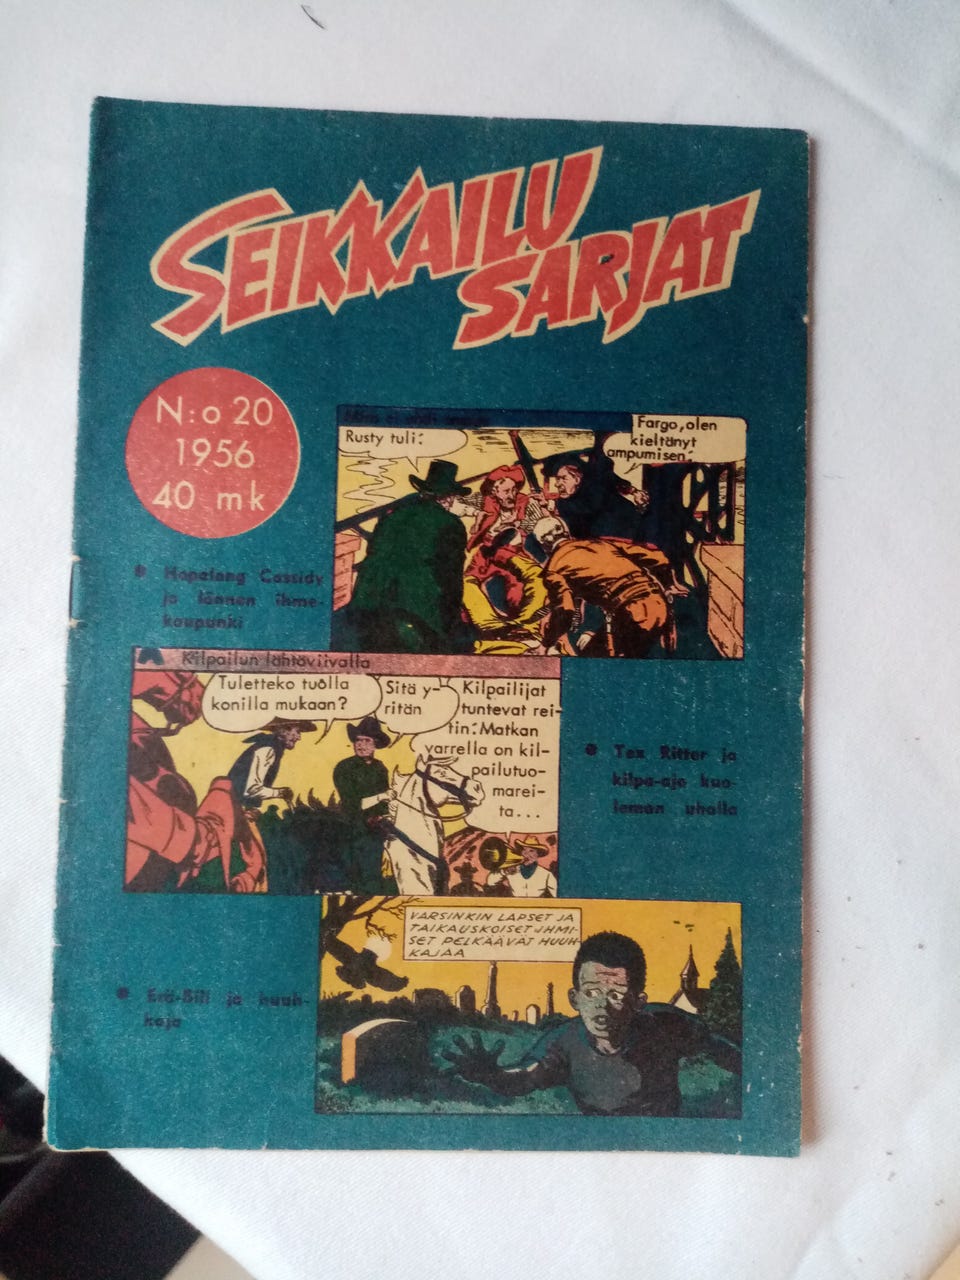 SEIKKAILU
SARJAT
N:o 20
1956
40 mk
Rusty tuli:
Fargo, olen
kieltänyt
ampumisen:
• Hopalong Cassidy
ja lännen ihme-
kaupunki
Kilpailun lähtöviivalla
Tuletteko tuolla
konilla mukaan?
Sitä y-
ritän
Kilpailijat
tuntevat rei-
tin: Matkan
varrella on kil-
pailutuo-
marei-
ta...
• Tex Ritter ja
kilpa-ajo kuo-
leman uhalla
VARSINKIN LAPSET JA
TAIKAUSKOISET IHMI-
SET PELKÄÄVÄT HUUH-
KAJAA
• Erä-Bill ja huuh-
kaja